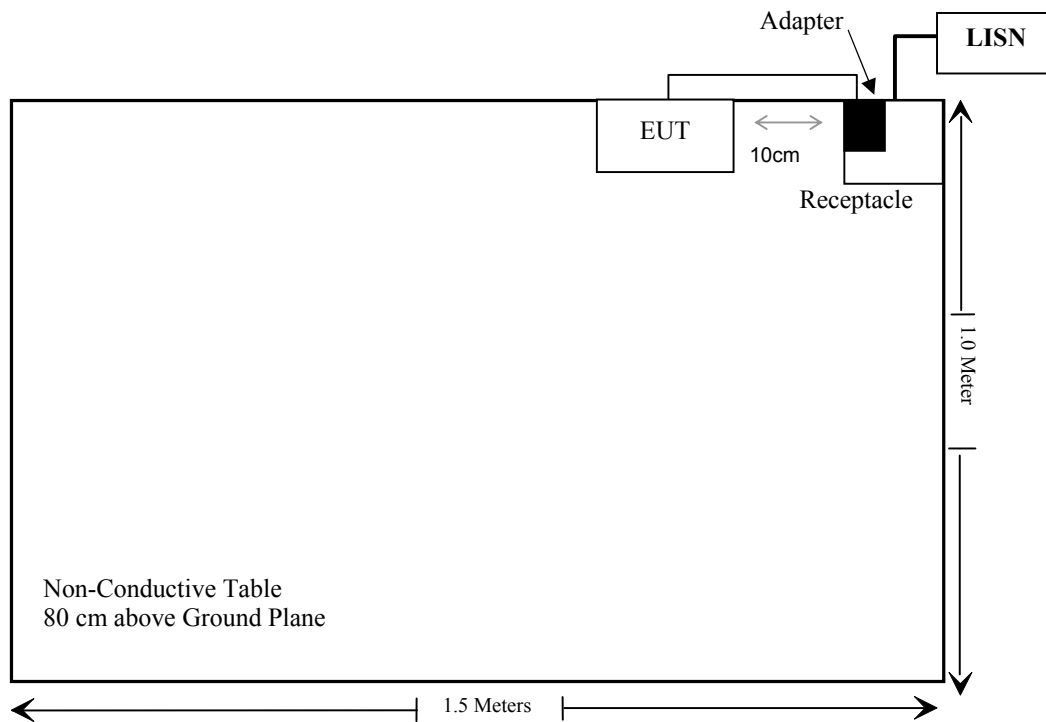 Adapter
LISN
EUT
10cm
Receptacle
1.0 Meter
Non-Conductive Table
80 cm above Ground Plane
1.5 Meters